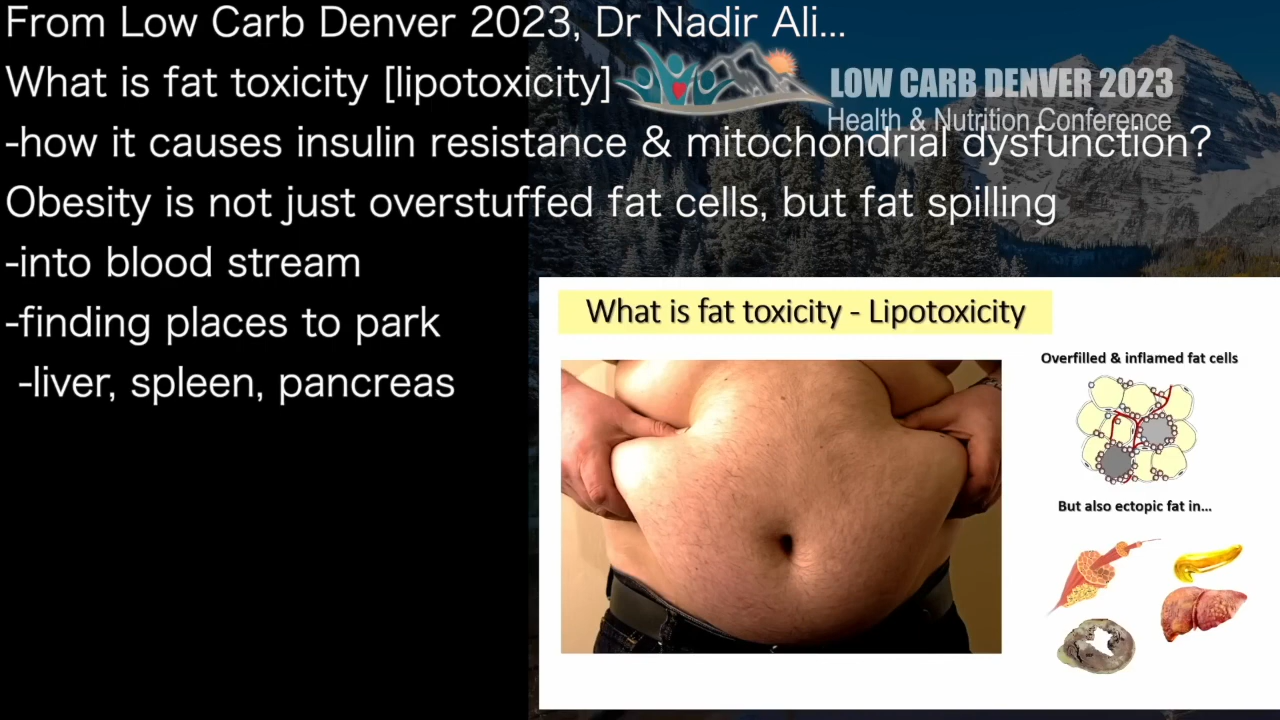 From Low Carb Denver 2023, Dr Nadir Ali...
What is fat toxicity [lipotoxicity]
LOW CARB DENVER 2023
Health & Nutrition Conference
-how it causes insulin resistance & mitochondrial dysfunction?
Obesity is not just overstuffed fat cells, but fat spilling
-into blood stream
-finding places to park
-liver, spleen, pancreas
What is fat toxicity - Lipotoxicity
Overfilled & inflamed fat cells
But also ectopic fat in...